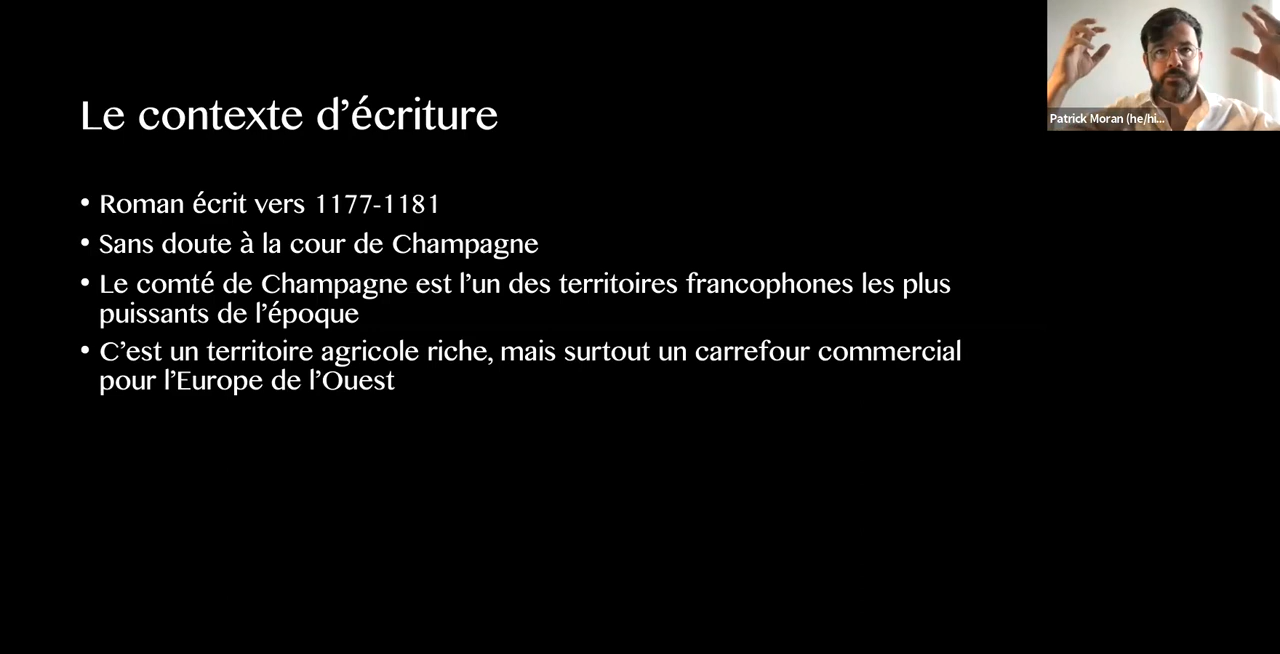 Le contexte d’écriture
Patrick Moran (he/hi...
• Roman écrit vers 1177-1181
• Sans doute à la cour de Champagne
• Le comté de Champagne est l’un des territoires francophones les plus
puissants de l’époque
• C’est un territoire agricole riche, mais surtout un carrefour commercial
pour l’Europe de l’Ouest